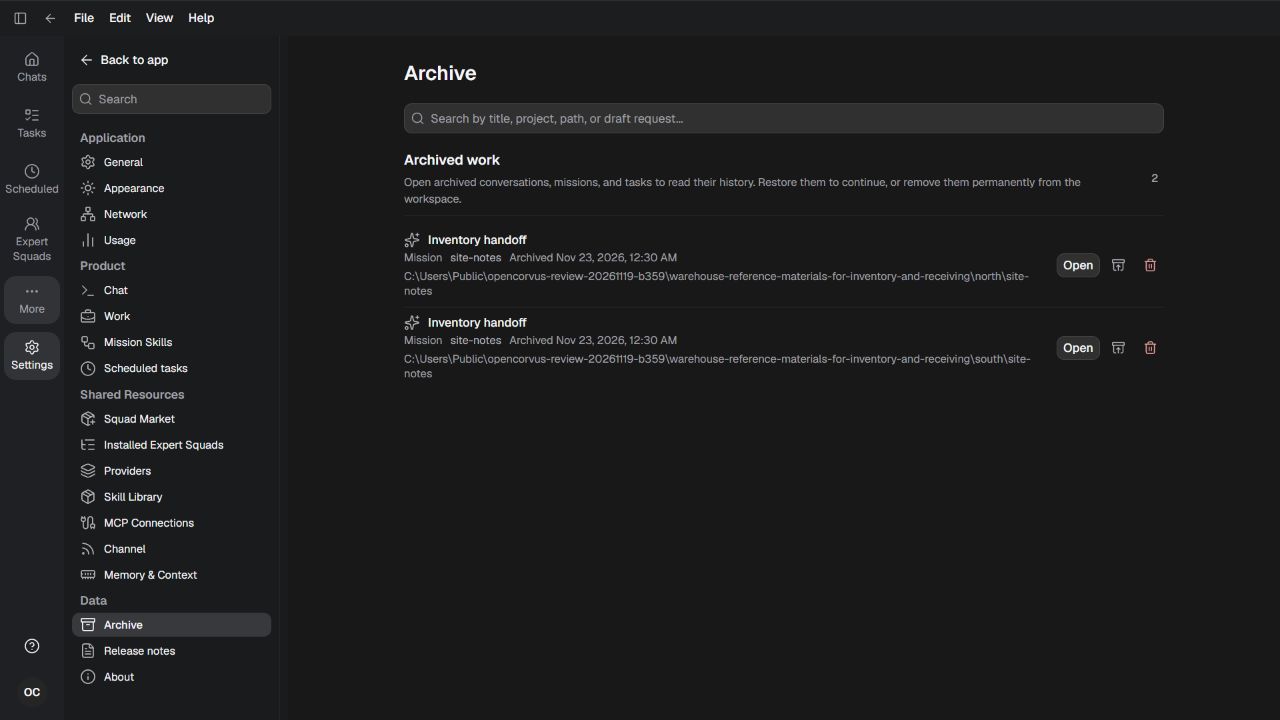 File Edit View Help
Chats
Tasks
Scheduled
Expert
Squads
More
Settings
OC
Back to app
Search
Application
General
Appearance
Network
Usage
Product
Chat
Work
Mission Skills
Scheduled tasks
Shared Resources
Squad Market
Installed Expert Squads
Providers
Skill Library
MCP Connections
Channel
Memory & Context
Data
Archive
Release notes
About
Archive
Search by title, project, path, or draft request...
Archived work
Open archived conversations, missions, and tasks to read their history. Restore them to continue, or remove them permanently from the
workspace.
2
Inventory handoff
Mission site-notes Archived Nov 23, 2026, 12:30 AM
C:\Users\Public\opencorvus-review-20261119-b359\warehouse-reference-materials-for-inventory-and-receiving\north\site-
notes
Open
Inventory handoff
Mission site-notes Archived Nov 23, 2026, 12:30 AM
C:\Users\Public\opencorvus-review-20261119-b359\warehouse-reference-materials-for-inventory-and-receiving\south\site-
notes
Open